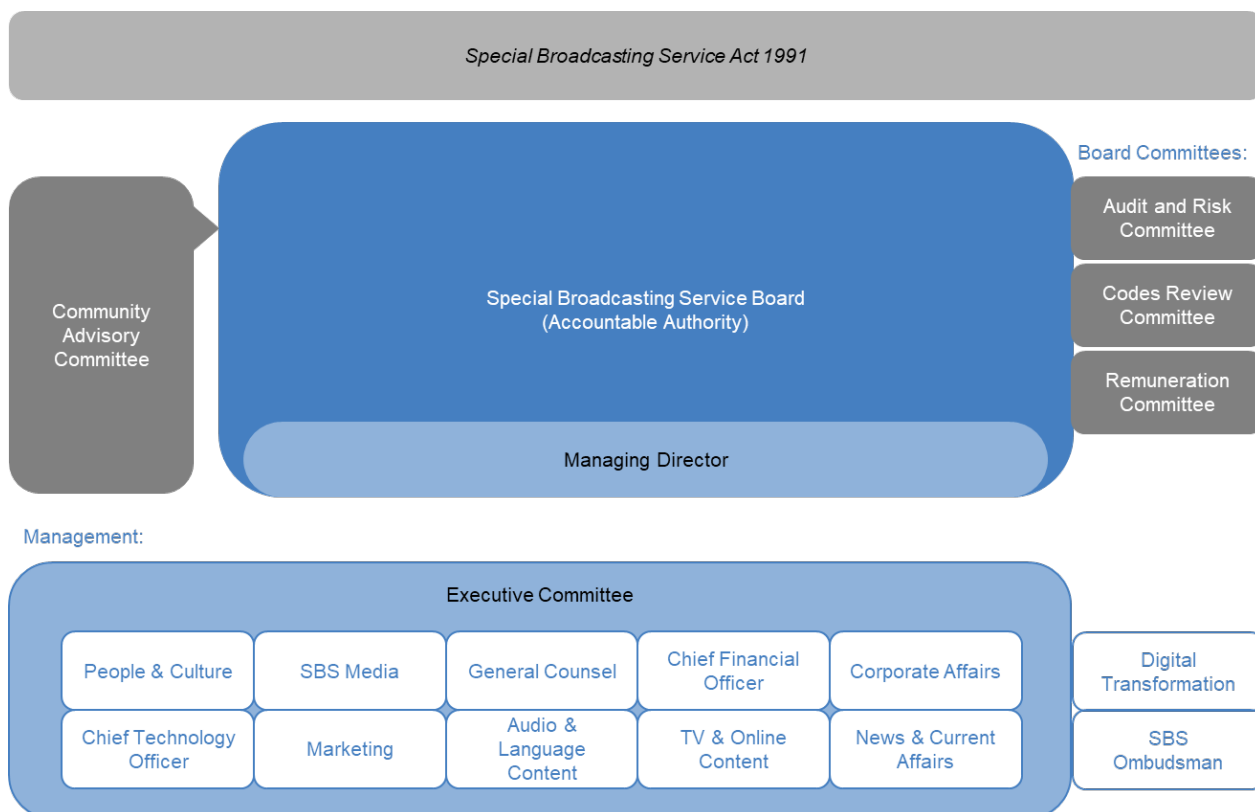 Special Broadcasting Service Act 1991
Board Committees:
Audit and Risk
Committee
Codes Review
Committee
Remuneration
Committee
Community
Advisory
Committee
Special Broadcasting Service Board
(Accountable Authority)
Managing Director
Management:
Executive Committee
People & Culture
SBS Media
General Counsel
Chief Financial
Officer
Corporate Affairs
Digital
Transformation
Chief Technology
Officer
Marketing
Audio &
Language
Content
TV & Online
Content
News & Current
Affairs
SBS
Ombudsman